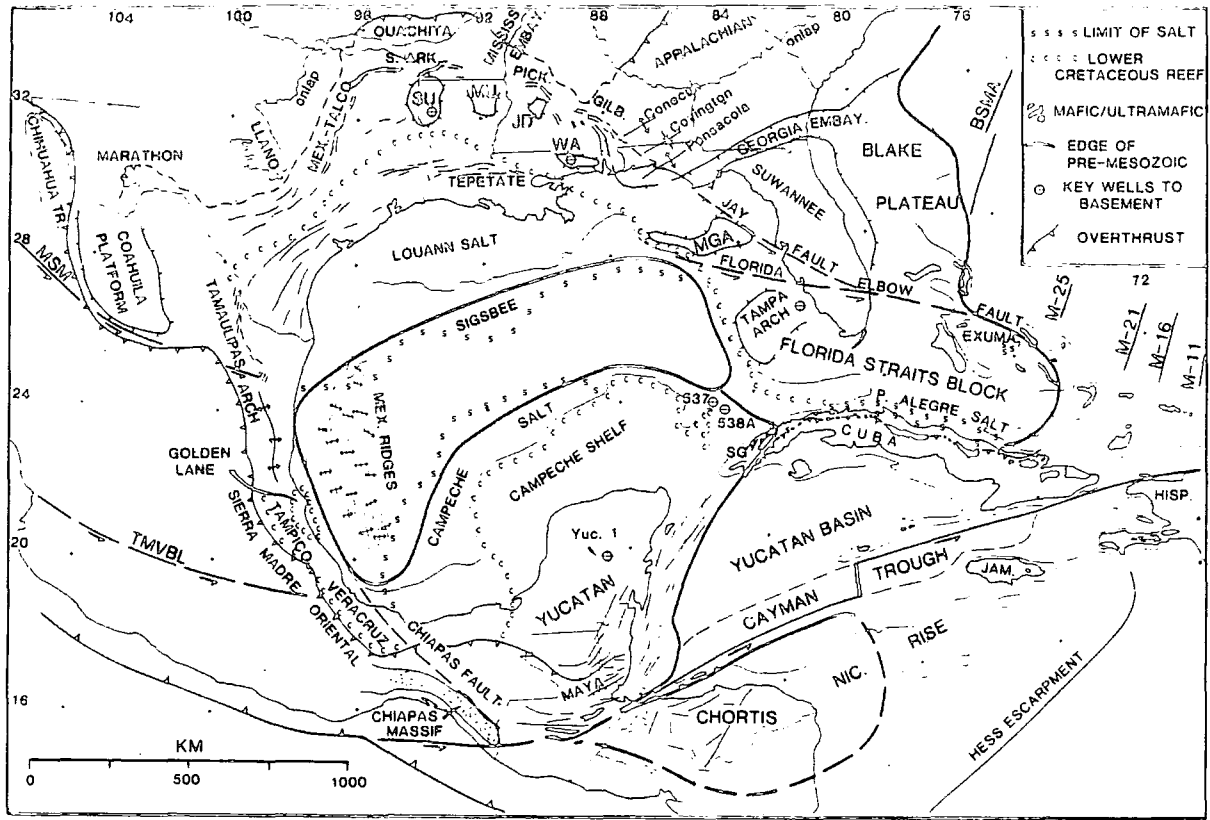 104
100
96
92
88
84
80
76
OUACHITA
S. ARK
MISSISS
EMBAY.
APPALACHIAN
onlap
onlap
PICK.
SU
MU
JD
GILB.
Conecu
Covington
Pensacola
GEORGIA EMBAY.
BSMA
LIMIT OF SALT
LOWER
CRETACEOUS REEF
MAFIC/ULTRAMAFIC
EDGE OF
PRE-MESOZOIC
KEY WELLS TO
BASEMENT
OVERTHRUST
32
CHIHUAHUA TR.
LLANO
MEX.-TALCO
MARATHON
WA
TEPETATE
SUWANNEE
BLAKE
PLATEAU
28
MSM
COAHUILA
PLATFORM
LOUANN SALT
JAY
FAULT
MGA
FLORIDA
ELBOW
FAULT
72
M-25
M-21
M-16
M-11
TAMAULIPAS ARCH
SIGSBEE
TAMPA
ARCH
EXUMA
FLORIDA STRAITS BLOCK
24
MEX. RIDGES
SALT
537
538A
P. ALEGRE SALT
CUBA
SG
GOLDEN
LANE
CAMPECHE
CAMPECHE SHELF
HISP.
20
TMVBL
TAMPICO
SIERRA MADRE
ORIENTAL
VERACRUZ
Yuc. 1
YUCATAN
YUCATAN BASIN
CAYMAN
TROUGH
JAM.
CHIAPAS FAULT
MAYA
NIC.
RISE
16
CHIAPAS
MASSIF
CHORTIS
HESS ESCARPMENT
KM
0
500
1000